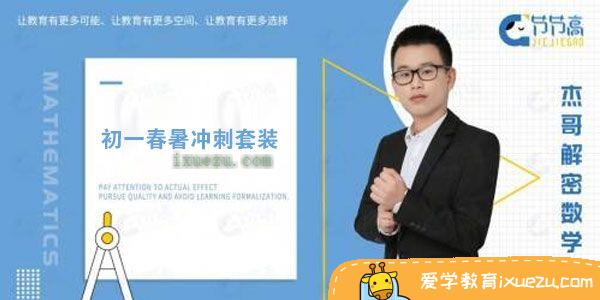 让教育有更多可能、让教育有更多空间、让教育有更多选择
节节高
JIEJIEGAO
MATHEMATICS
初一春暑冲刺套装
ixuezu.com
PAY ATTENTION TO ACTUAL EFFECT
PURSUE QUALITY AND AVOID LEARNING FORMALIZATION.
杰哥解密数学
爱学教育ixuezu.com